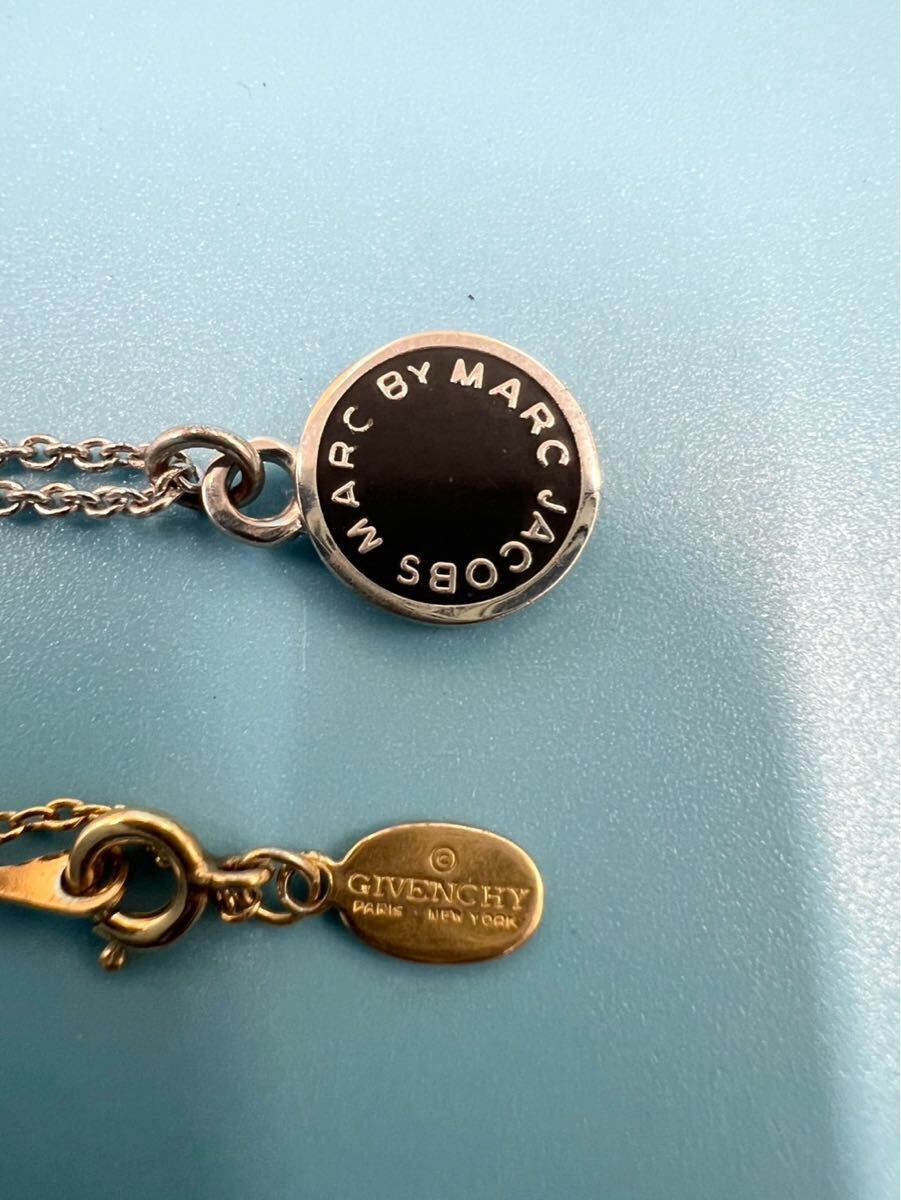 MARC BY MARC JACOBS
©
GIVENCHY
PARIS · NEW YORK